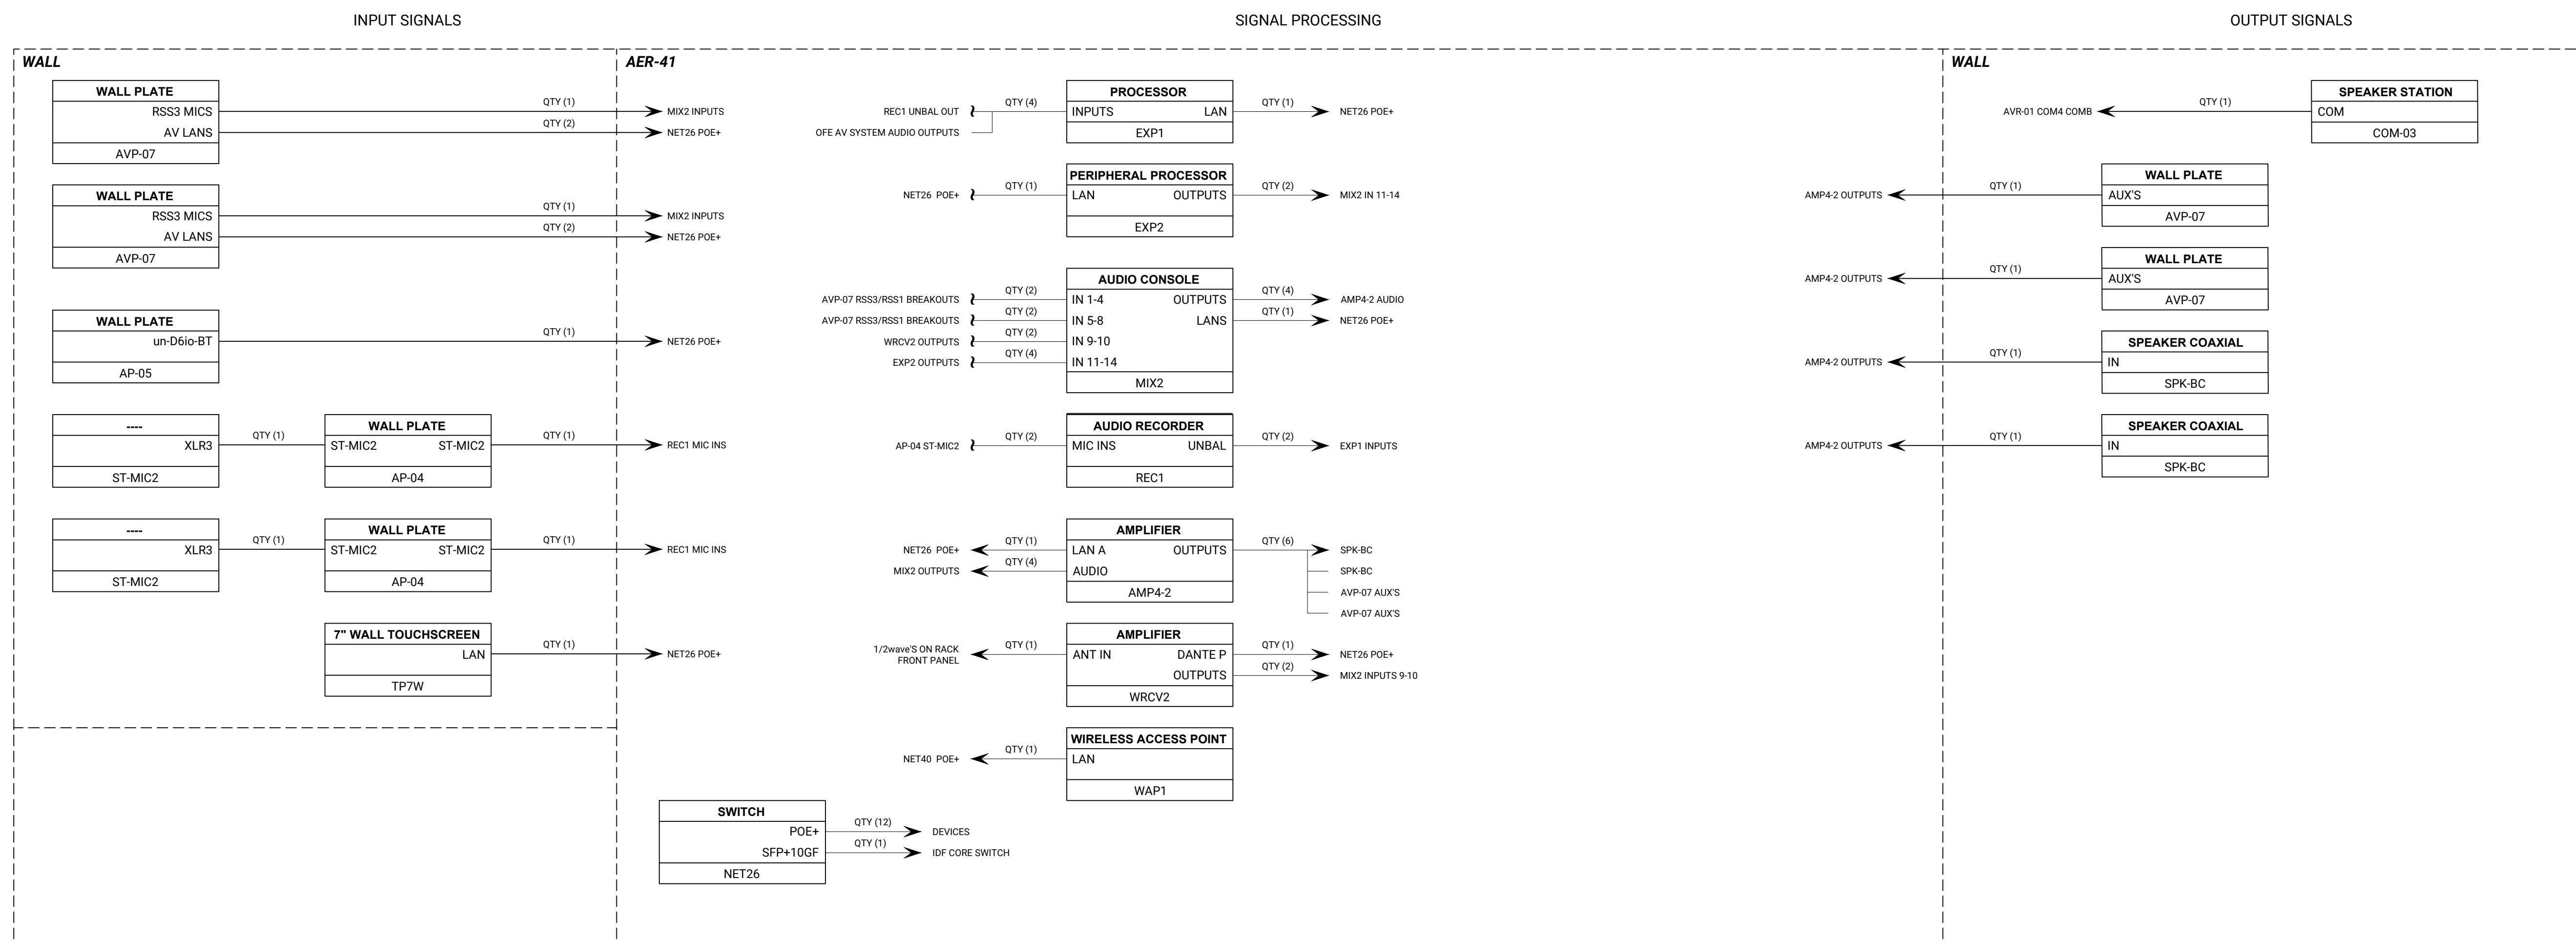 INPUT SIGNALS
SIGNAL PROCESSING
OUTPUT SIGNALS
WALL
WALL PLATE
RSS3 MICS
QTY (1)
MIX2 INPUTS
AV LANS
QTY (2)
NET26 POE+
AVP-07
WALL PLATE
RSS3 MICS
QTY (1)
MIX2 INPUTS
AV LANS
QTY (2)
NET26 POE+
AVP-07
WALL PLATE
un-D6io-BT
QTY (1)
NET26 POE+
AP-05
----
XLR3
ST-MIC2
QTY (1)
WALL PLATE
ST-MIC2 ST-MIC2
AP-04
QTY (1)
REC1 MIC INS
----
XLR3
ST-MIC2
QTY (1)
WALL PLATE
ST-MIC2 ST-MIC2
AP-04
QTY (1)
REC1 MIC INS
7" WALL TOUCHSCREEN
LAN
TP7W
QTY (1)
NET26 POE+
AER-41
REC1 UNBAL OUT
OFE AV SYSTEM AUDIO OUTPUTS
QTY (4)
PROCESSOR
INPUTS LAN
EXP1
QTY (1)
NET26 POE+
NET26 POE+
QTY (1)
PERIPHERAL PROCESSOR
LAN OUTPUTS
EXP2
QTY (2)
MIX2 IN 11-14
AVP-07 RSS3/RSS1 BREAKOUTS
QTY (2)
AVP-07 RSS3/RSS1 BREAKOUTS
QTY (2)
WRCV2 OUTPUTS
QTY (2)
EXP2 OUTPUTS
QTY (4)
AUDIO CONSOLE
IN 1-4 OUTPUTS
IN 5-8 LANS
IN 9-10
IN 11-14
MIX2
QTY (4)
AMP4-2 AUDIO
QTY (1)
NET26 POE+
AP-04 ST-MIC2
QTY (2)
AUDIO RECORDER
MIC INS UNBAL
REC1
QTY (2)
EXP1 INPUTS
NET26 POE+
QTY (1)
MIX2 OUTPUTS
QTY (4)
AMPLIFIER
LAN A OUTPUTS
AUDIO
AMP4-2
QTY (6)
SPK-BC
SPK-BC
AVP-07 AUX'S
AVP-07 AUX'S
1/2wave'S ON RACK
FRONT PANEL
QTY (1)
AMPLIFIER
ANT IN DANTE P
OUTPUTS
WRCV2
QTY (1)
NET26 POE+
QTY (2)
MIX2 INPUTS 9-10
NET40 POE+
QTY (1)
WIRELESS ACCESS POINT
LAN
WAP1
SWITCH
POE+
SFP+10GF
NET26
QTY (12)
DEVICES
QTY (1)
IDF CORE SWITCH
WALL
AVR-01 COM4 COMB
QTY (1)
SPEAKER STATION
COM
COM-03
AMP4-2 OUTPUTS
QTY (1)
WALL PLATE
AUX'S
AVP-07
AMP4-2 OUTPUTS
QTY (1)
WALL PLATE
AUX'S
AVP-07
AMP4-2 OUTPUTS
QTY (1)
SPEAKER COAXIAL
IN
SPK-BC
AMP4-2 OUTPUTS
QTY (1)
SPEAKER COAXIAL
IN
SPK-BC